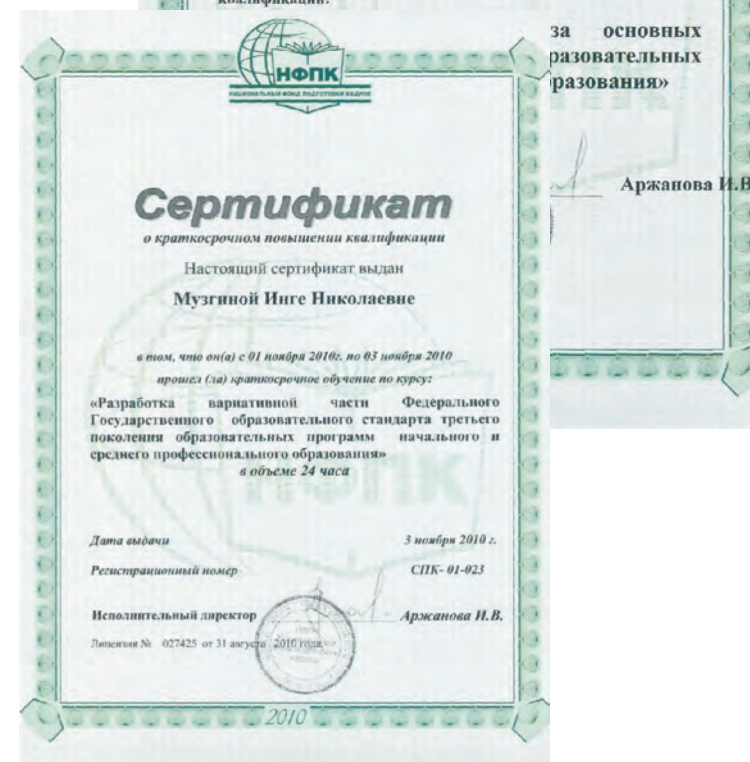 квалификации:
за основных
разовательных
разования»
Аржанова И.В
НФПК
НАЦИОНАЛЬНЫЙ ФОНД ПОДГОТОВКИ КАДРОВ
Сертификат
о краткосрочном повышении квалификации
Настоящий сертификат выдан
Музгиной Инге Николаевне
в том, что он(а) с 01 ноября 2010г. по 03 ноября 2010
прошел (ла) краткосрочное обучение по курсу:
«Разработка вариативной части Федерального
Государственного образовательного стандарта третьего
поколения образовательных программ начального и
среднего профессионального образования»
в объеме 24 часа
НФПК
Дата выдачи 3 ноября 2010 г.
Регистрационный номер СПК- 01-023
Исполнительный директор Аржанова И.В.
Лицензия № 027425 от 31 августа 2010 года.
2010